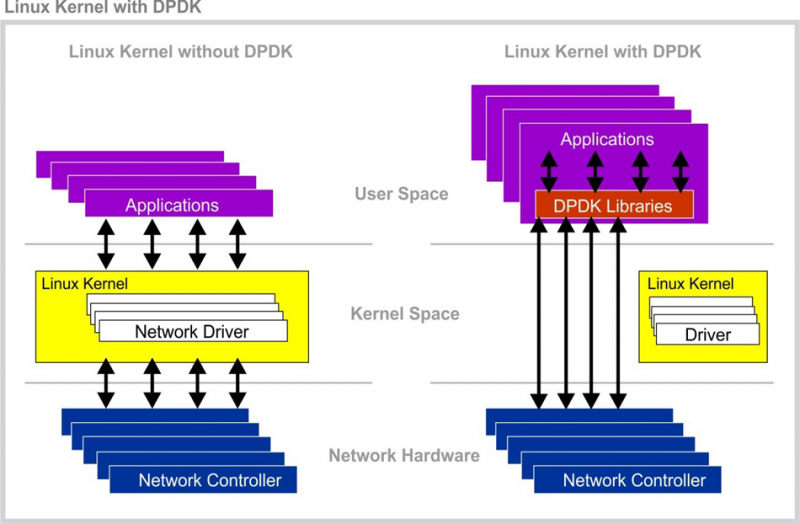 Linux Kernel with DPDK
Linux Kernel without DPDK
Linux Kernel with DPDK
Applications
User Space
Applications
DPDK Libraries
Linux Kernel
Network Driver
Kernel Space
Linux Kernel
Driver
Network Hardware
Network Controller
Network Controller